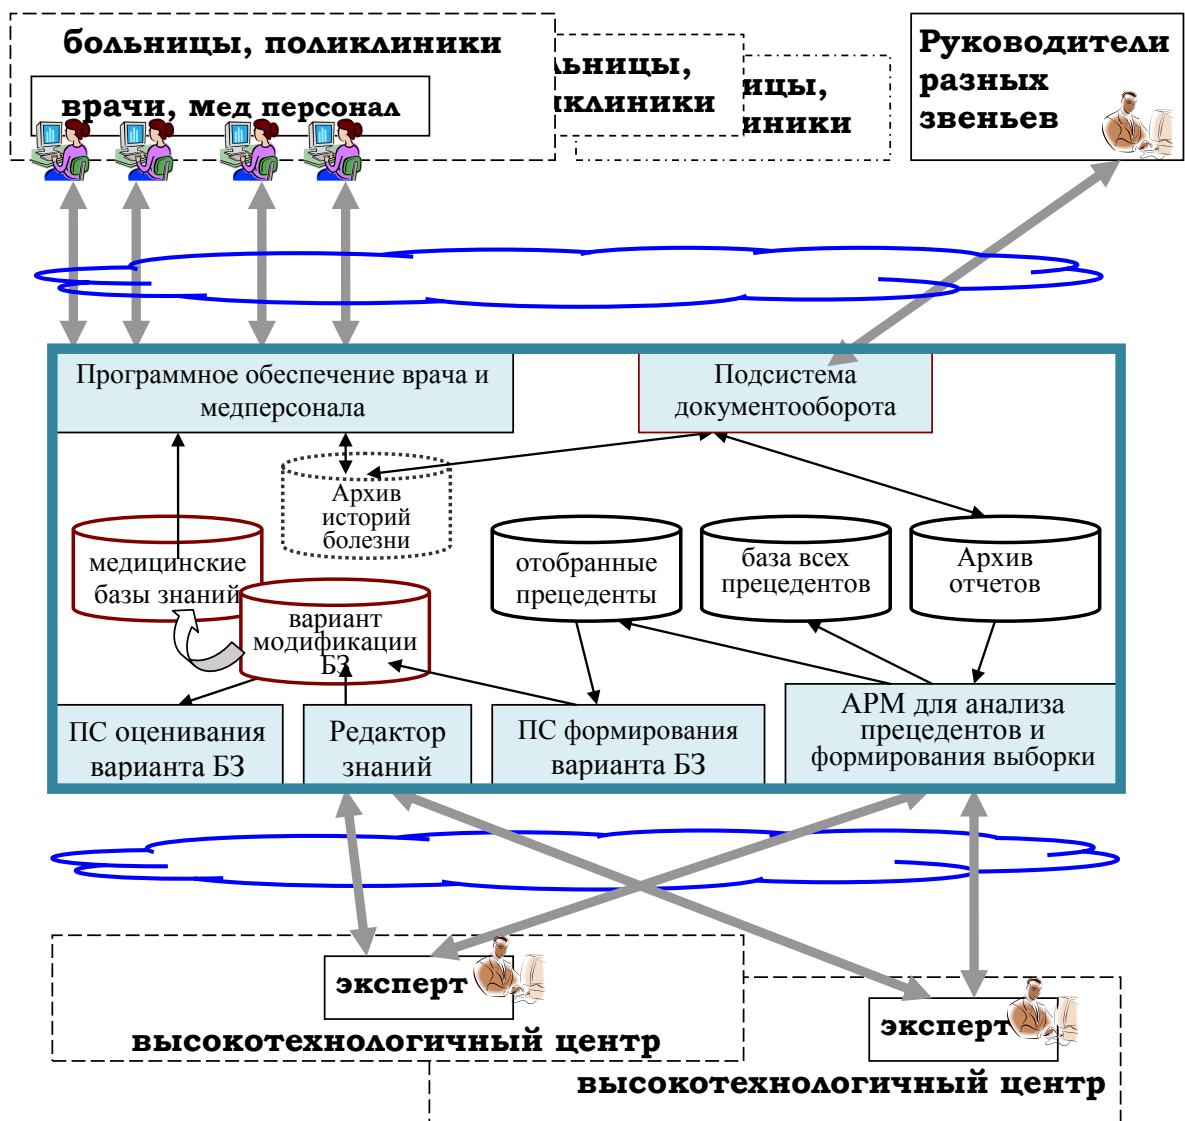 больницы, поликлиники
врачи, мед персонал
льницы,
иклиники
ицы,
иники
Руководители
разных
звеньев
Программное обеспечение врача и
медперсонала
Подсистема
документооборота
Архив
историй
болезни
медицинские
базы знаний
вариант
модификации
БЗ
отобранные
прецеденты
база всех
прецедентов
Архив
отчетов
ПС оценивания
варианта БЗ
Редактор
знаний
ПС формирования
варианта БЗ
АРМ для анализа
прецедентов и
формирования выборки
эксперт
высокотехнологичный центр
эксперт
высокотехнологичный центр